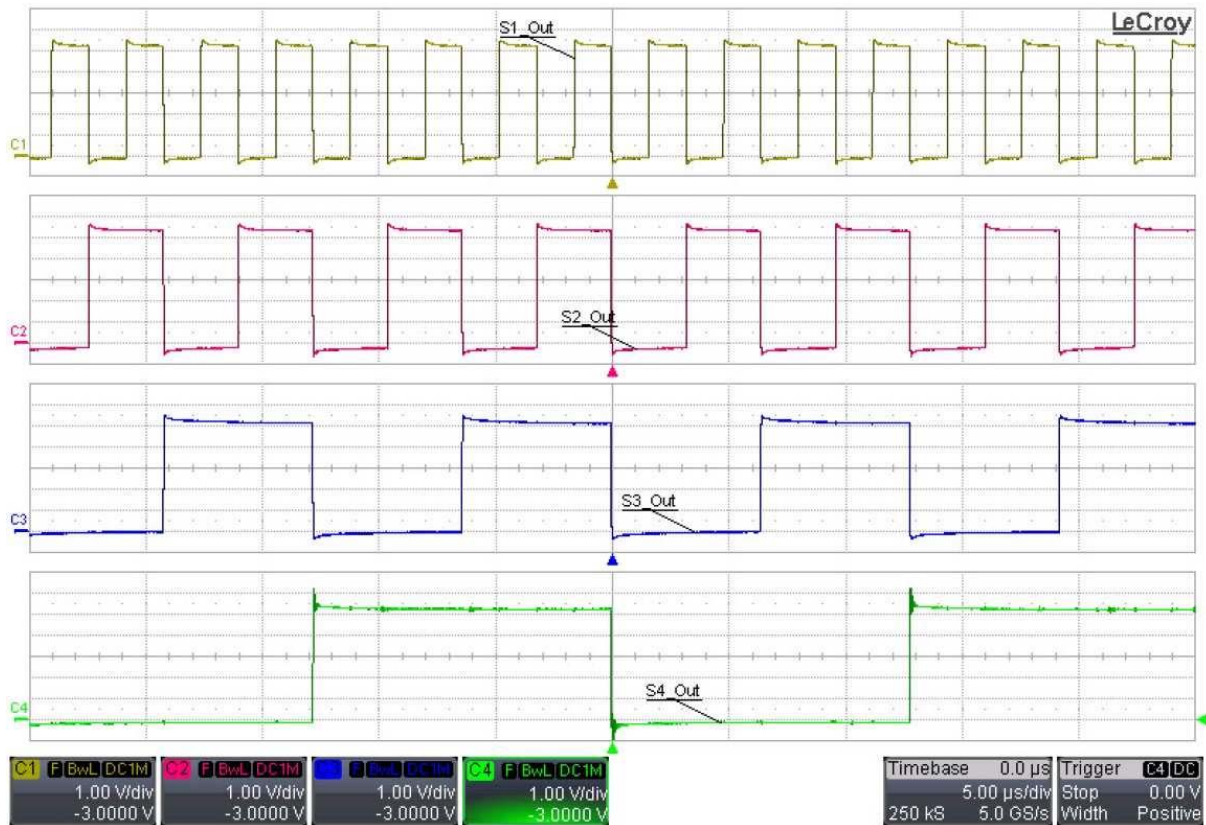 S1_Out
LeCroy
C1
C2
S2_Out
C3
S3_Out
C4
S4_Out
C1 F BwL DC1M
1.00 V/div
-3.0000 V
C2 F BwL DC1M
1.00 V/div
-3.0000 V
F BwL DC1M
1.00 V/div
-3.0000 V
C4 F BwL DC1M
1.00 V/div
-3.0000 V
Timebase 0.0 µs
5.00 µs/div
250 kS 5.0 GS/s
Trigger C4 DC
Stop 0.00 V
Width Positive